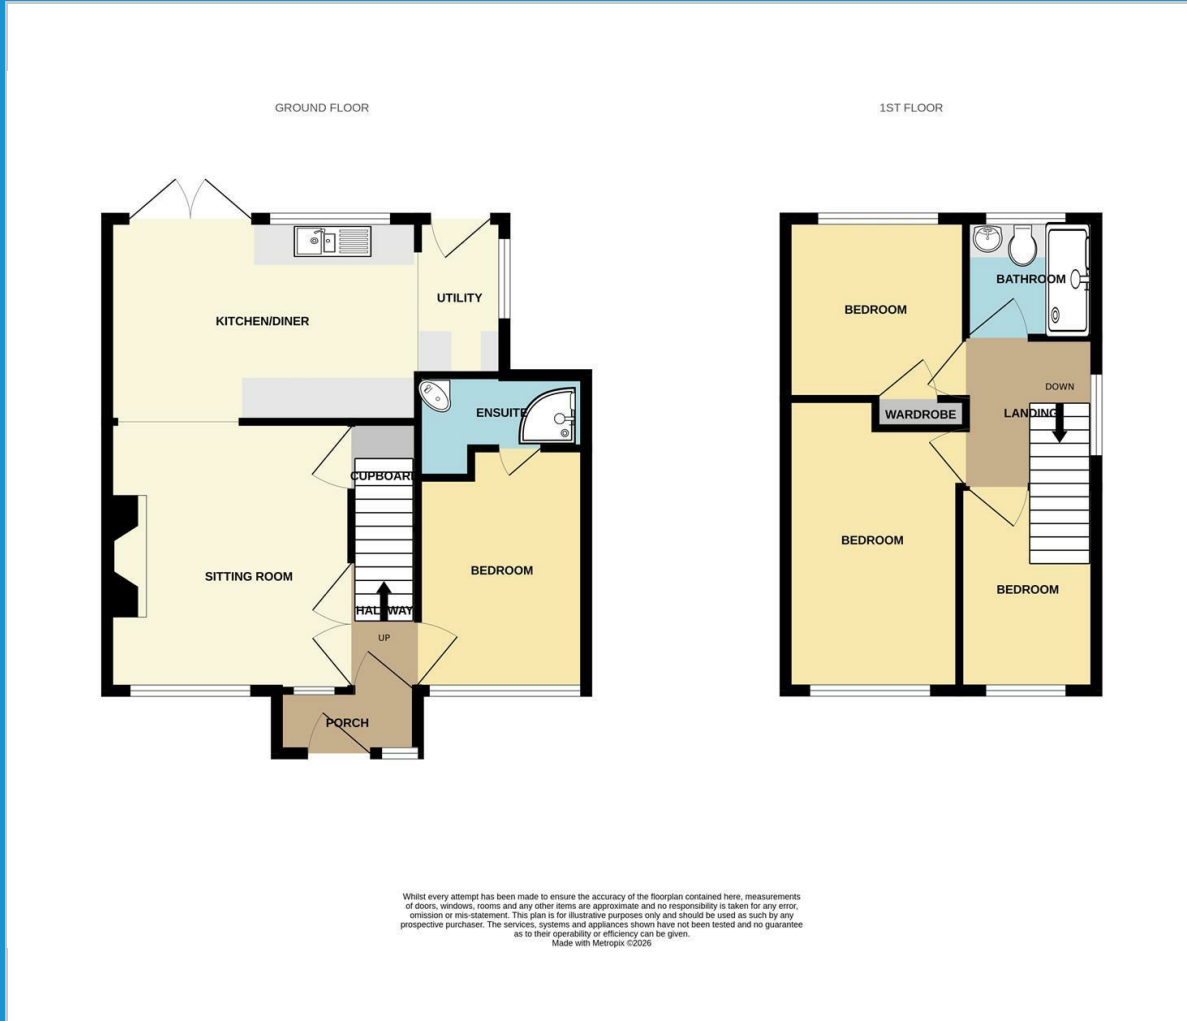 GROUND FLOOR
1ST FLOOR
UTILITY
KITCHEN/DINER
ENSUITE
CUPBOARD
BEDROOM
SITTING ROOM
HALLWAY
UP
PORCH
BATHROOM
BEDROOM
DOWN
WARDROBE
LANDING
BEDROOM
BEDROOM
Whilst every attempt has been made to ensure the accuracy of the floorplan contained here, measurements
of doors, windows, rooms and any other items are approximate and no responsibility is taken for any error,
omission or mis-statement. This plan is for illustrative purposes only and should be used as such by any
prospective purchaser. The services, systems and appliances shown have not been tested and no guarantee
as to their operability or efficiency can be given.
Made with Metropix ©2026